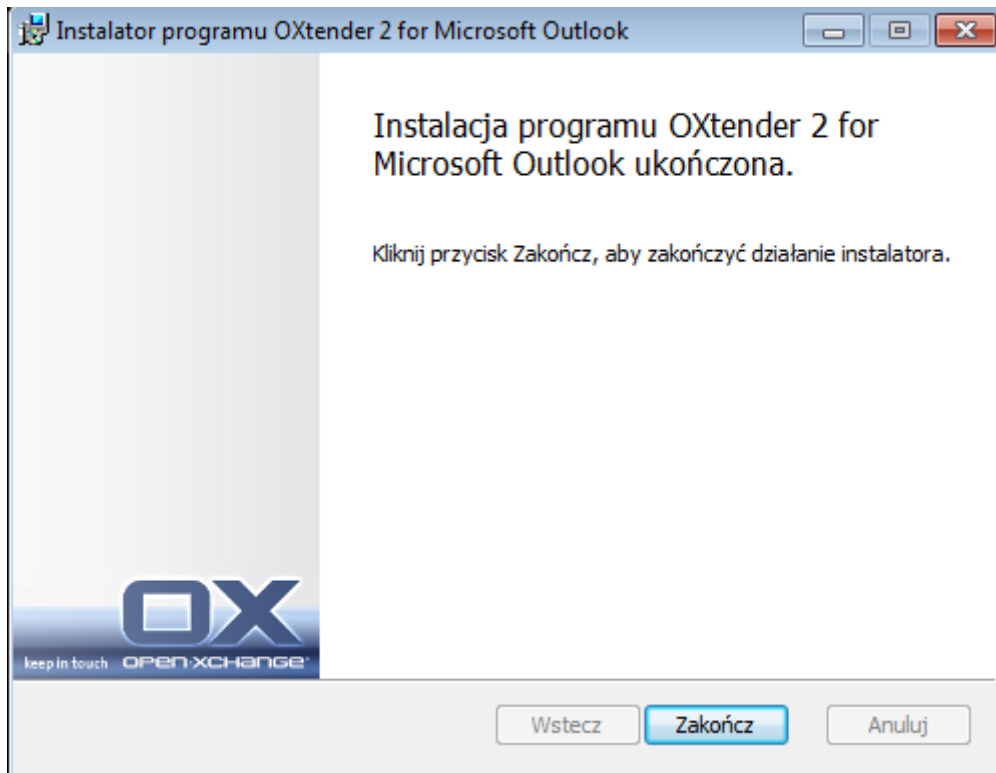 Instalator programu OXtender 2 for Microsoft Outlook
Instalacja programu OXtender 2 for
Microsoft Outlook ukończona.
Kliknij przycisk Zakończ, aby zakończyć działanie instalatora.
OX
keep in touch OPEN·XCHANGE
Wstecz Zakończ Anuluj